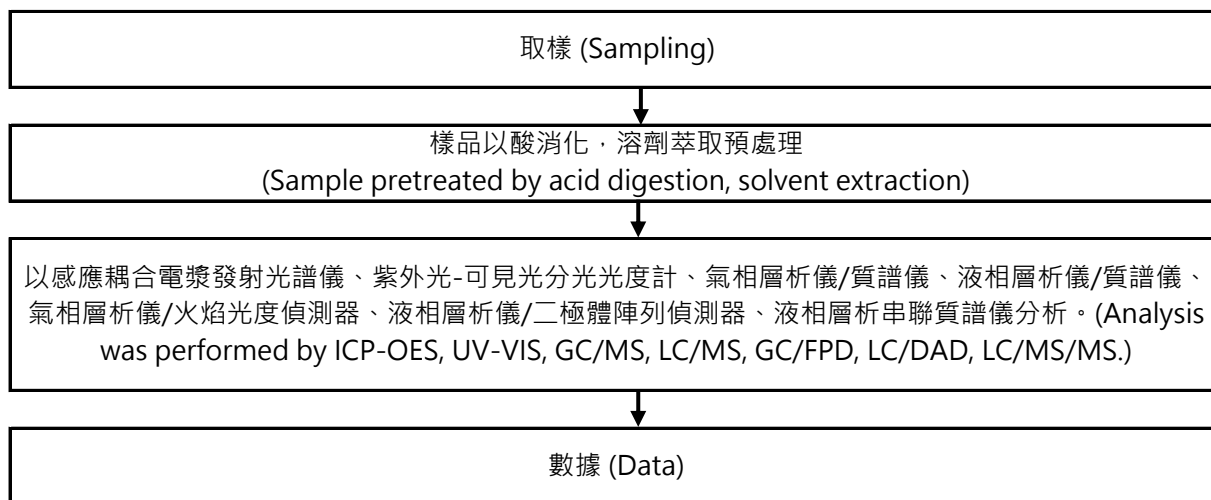 取樣 (Sampling)
樣品以酸消化，溶劑萃取預處理
(Sample pretreated by acid digestion, solvent extraction)
以感應耦合電漿發射光譜儀、紫外光-可見光分光光度計、氣相層析儀/質譜儀、液相層析儀/質譜儀、
氣相層析儀/火焰光度偵測器、液相層析儀/二極體陣列偵測器、液相層析串聯質譜儀分析。(Analysis
was performed by ICP-OES, UV-VIS, GC/MS, LC/MS, GC/FPD, LC/DAD, LC/MS/MS.)
數據 (Data)